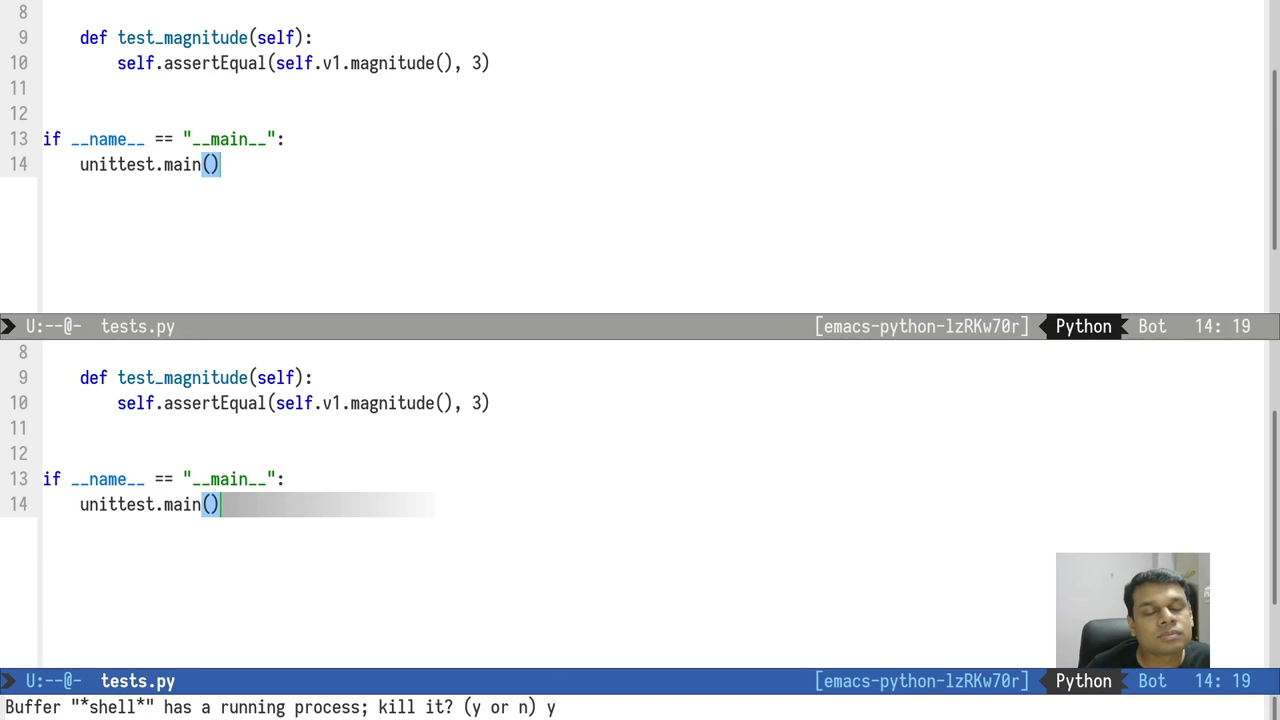 8
9 def test_magnitude(self):
10 self.assertEqual(self.v1.magnitude(), 3)
11
12
13 if __name__ == "__main__":
14 unittest.main()
U:--@- tests.py [emacs-python-lzRKw70r] Python Bot 14: 19
8
9 def test_magnitude(self):
10 self.assertEqual(self.v1.magnitude(), 3)
11
12
13 if __name__ == "__main__":
14 unittest.main()
U:--@- tests.py [emacs-python-lzRKw70r] Python Bot 14: 19
Buffer "*shell*" has a running process; kill it? (y or n) y